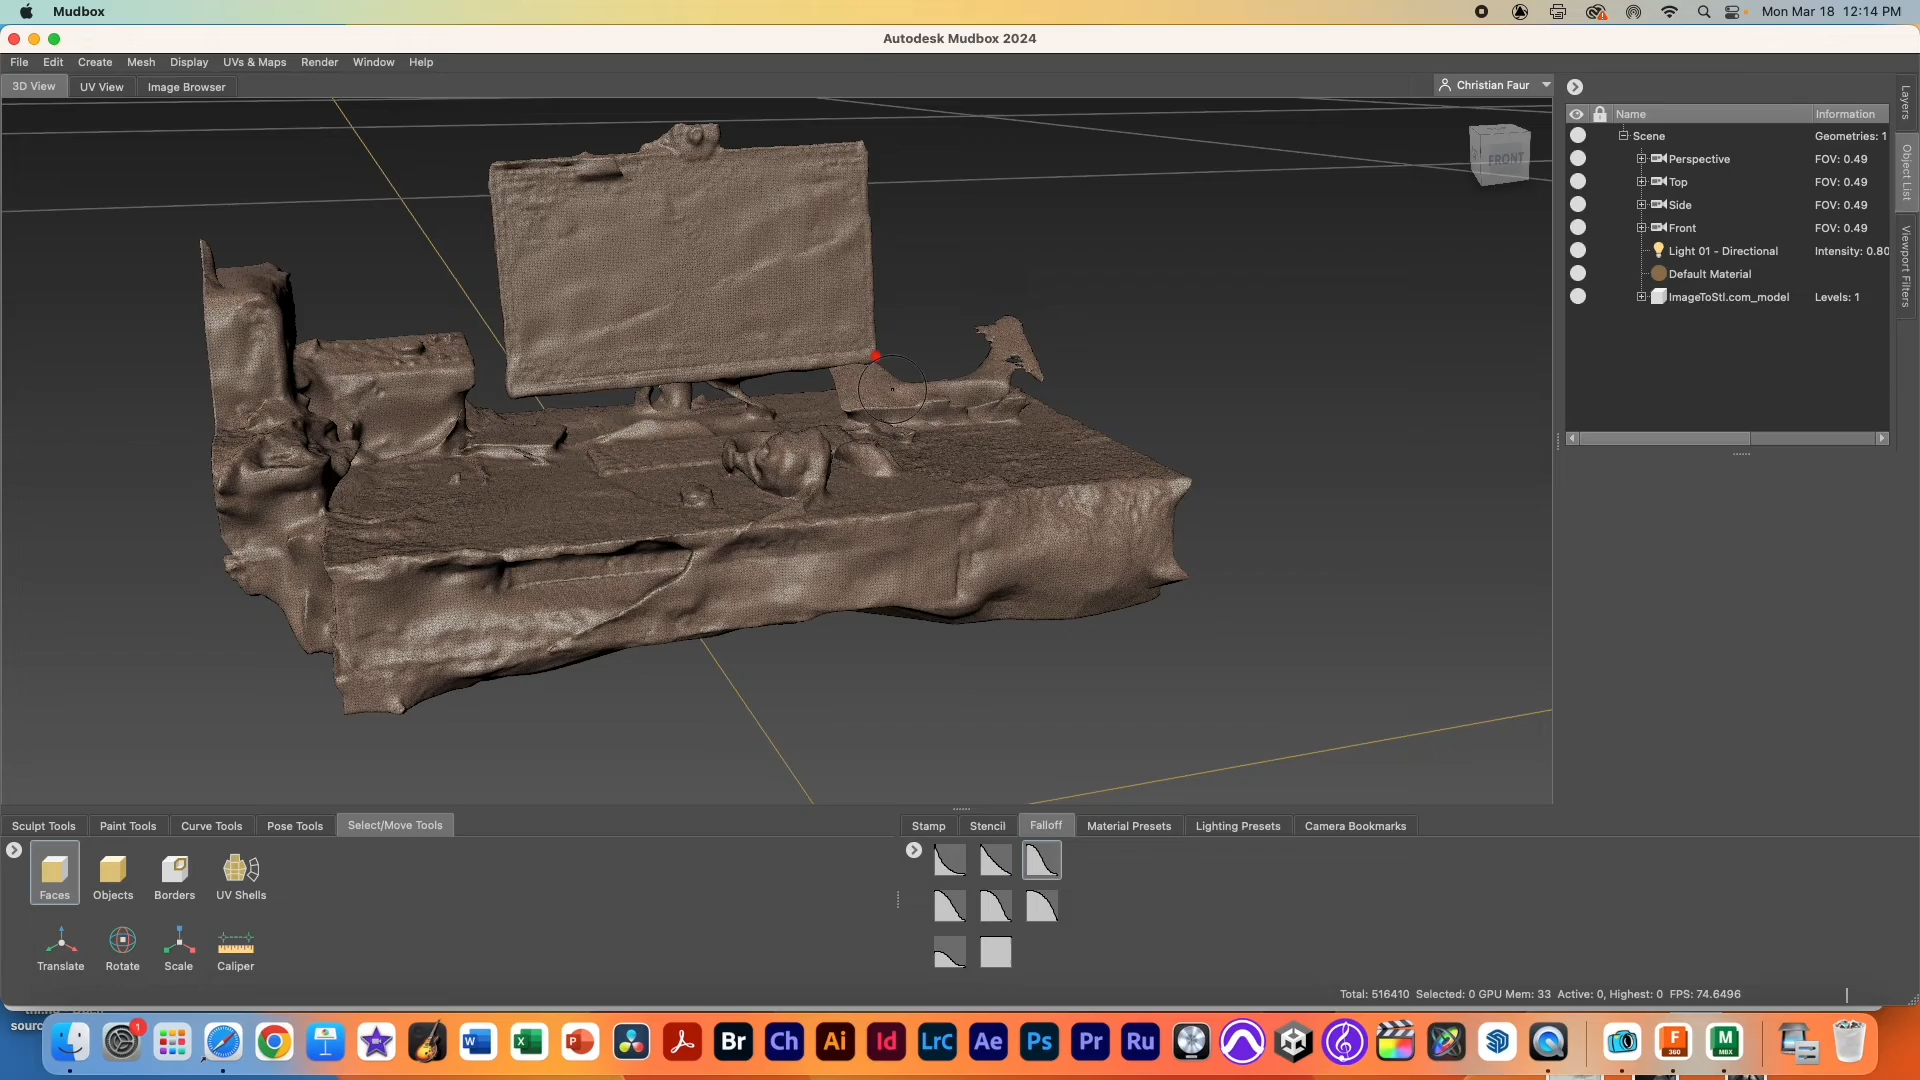 Mudbox
Mon Mar 18 12:14 PM
Autodesk Mudbox 2024
File Edit Create Mesh Display UVs & Maps Render Window Help
3D View UV View Image Browser
Christian Faur
FRONT
Name Information
Scene Geometries: 1
Perspective FOV: 0.49
Top FOV: 0.49
Side FOV: 0.49
Front FOV: 0.49
Light 01 - Directional Intensity: 0.80
Default Material
ImageToStl.com_model Levels: 1
Layers
Object List
Viewport Filters
Sculpt Tools Paint Tools Curve Tools Pose Tools Select/Move Tools
Faces Objects Borders UV Shells
Translate Rotate Scale Caliper
Stamp Stencil Falloff Material Presets Lighting Presets Camera Bookmarks
Total: 516410 Selected: 0 GPU Mem: 33 Active: 0, Highest: 0 FPS: 74.6496
sourc
1
W X P Br Ch Ai Id LrC Ae Ps Pr Ru
F
360
M
MBX